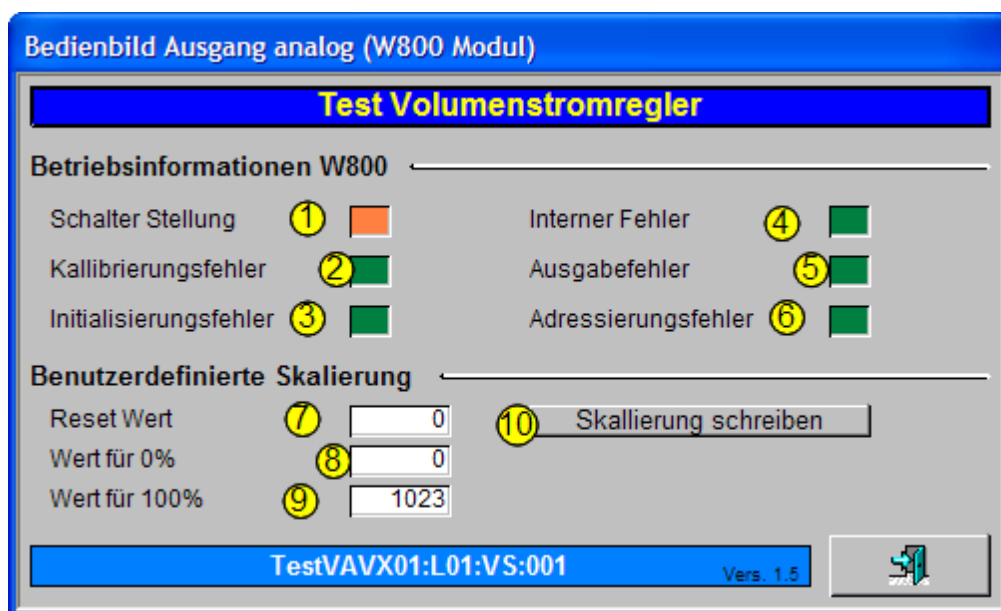 Bedienbild Ausgang analog (W800 Modul)
Test Volumenstromregler
Betriebsinformationen W800
Schalter Stellung 1 Interner Fehler 4
Kallibrierungsfehler 2 Ausgabefehler 5
Initialisierungsfehler 3 Adressierungsfehler 6
Benutzerdefinierte Skalierung
Reset Wert 7 0 10 Skallierung schreiben
Wert für 0% 8 0
Wert für 100% 9 1023
TestVAVX01:L01:VS:001 Vers. 1.5